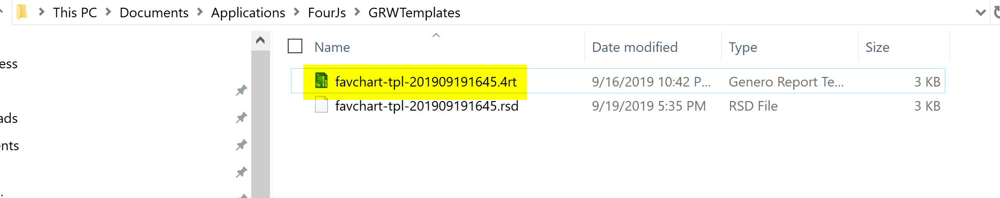 This PC > Documents > Applications > FourJs > GRWTemplates
Name Date modified Type Size
ess
favchart-tpl-201909191645.4rt 9/16/2019 10:42 P... Genero Report Te... 3 KB
favchart-tpl-201909191645.rsd 9/19/2019 5:35 PM RSD File 3 KB
ads
ents